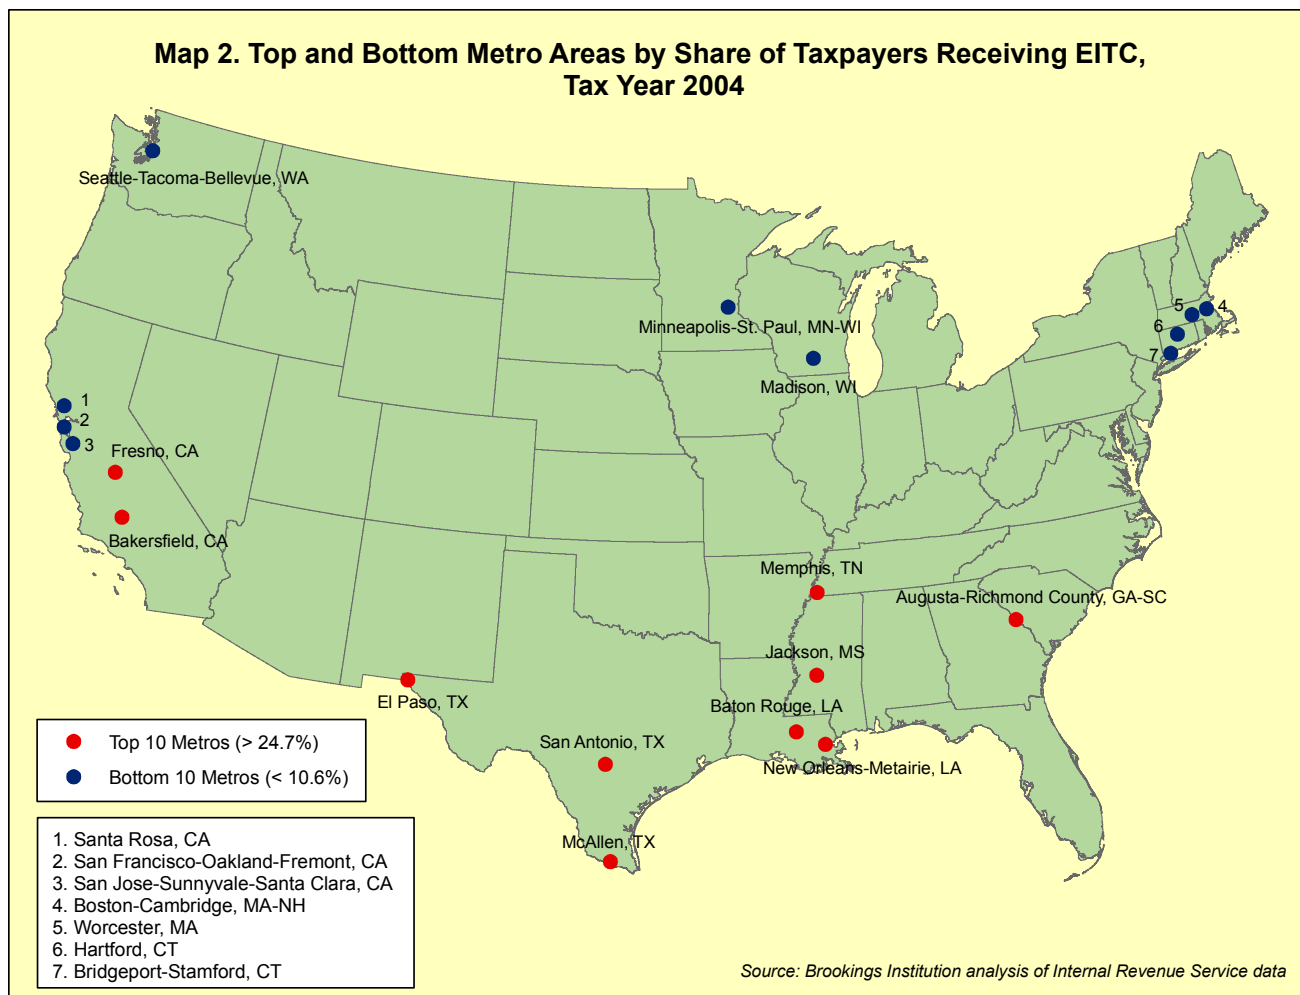 Map 2. Top and Bottom Metro Areas by Share of Taxpayers Receiving EITC,
Tax Year 2004
Seattle-Tacoma-Bellevue, WA
Minneapolis-St. Paul, MN-WI
Madison, WI
5
4
6
7
1
2
3
Fresno, CA
Bakersfield, CA
Memphis, TN
Augusta-Richmond County, GA-SC
Jackson, MS
El Paso, TX
Baton Rouge, LA
San Antonio, TX
New Orleans-Metairie, LA
McAllen, TX
Top 10 Metros (> 24.7%)
Bottom 10 Metros (< 10.6%)
1. Santa Rosa, CA
2. San Francisco-Oakland-Fremont, CA
3. San Jose-Sunnyvale-Santa Clara, CA
4. Boston-Cambridge, MA-NH
5. Worcester, MA
6. Hartford, CT
7. Bridgeport-Stamford, CT
Source: Brookings Institution analysis of Internal Revenue Service data